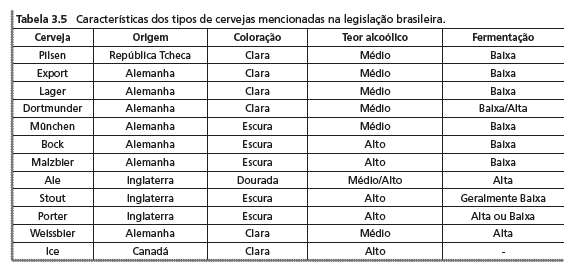 Tabela 3.5 Características dos tipos de cervejas mencionadas na legislação brasileira.
Cerveja Origem Coloração Teor alcoólico Fermentação
Pilsen República Tcheca Clara Médio Baixa
Export Alemanha Clara Médio Baixa
Lager Alemanha Clara Médio Baixa
Dortmunder Alemanha Clara Médio Baixa/Alta
München Alemanha Escura Médio Baixa
Bock Alemanha Escura Alto Baixa
Malzbier Alemanha Escura Alto Baixa
Ale Inglaterra Dourada Médio/Alto Alta
Stout Inglaterra Escura Alto Geralmente Baixa
Porter Inglaterra Escura Alto Alta ou Baixa
Weissbier Alemanha Clara Médio Alta
Ice Canadá Clara Alto -